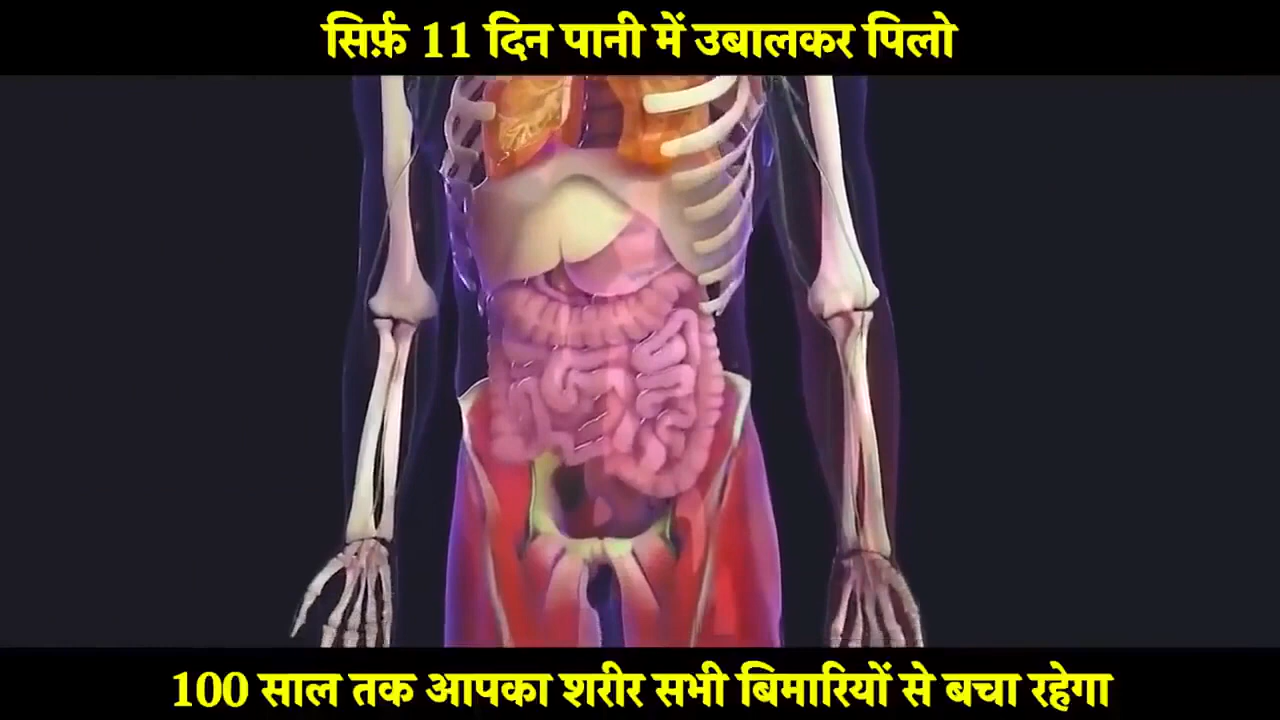 सिर्फ़ 11 दिन पानी में उबालकर पिलो
100 साल तक आपका शरीर सभी बिमारियों से बचा रहेगा